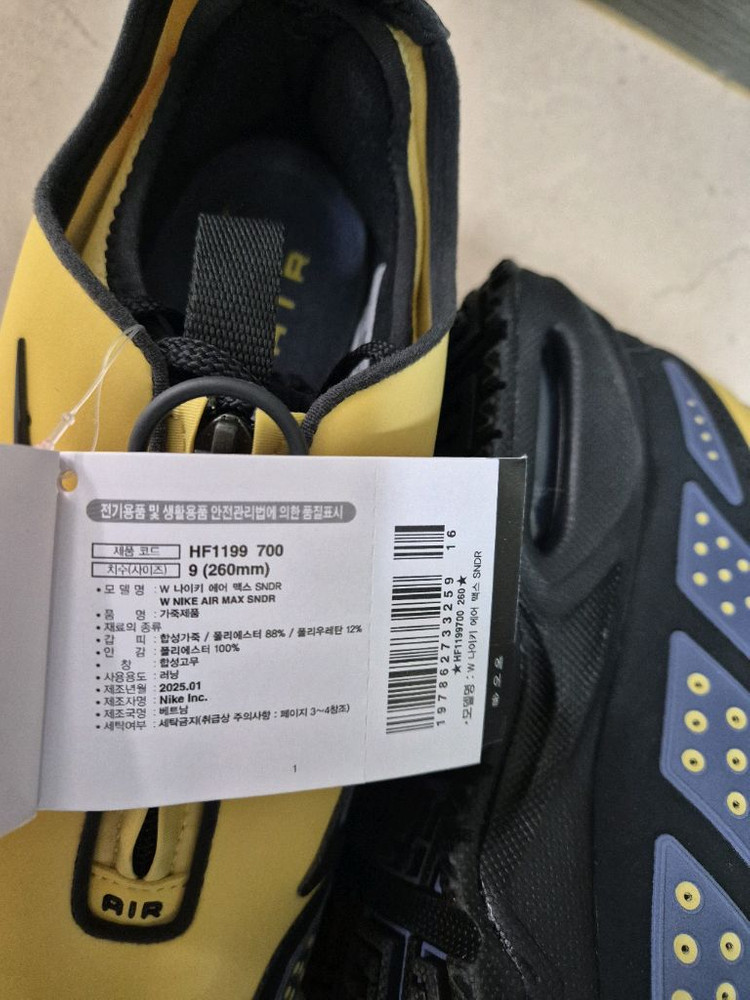 AIR
전기용품 및 생활용품 안전관리법에 의한 품질표시
제품 코드 HF1199 700
치수(사이즈) 9 (260mm)
• 모 델 명 : W 나이키 에어 맥스 SNDR
W NIKE AIR MAX SNDR
• 품 명 : 가죽제품
• 재료의 종류
• 갑 피 : 합성가죽 / 폴리에스터 88% / 폴리우레탄 12%
• 안 감 : 폴리에스터 100%
• 창 : 합성고무
• 사용용도 : 러닝
• 제조년월 : 2025.01
• 제조자명 : Nike Inc.
• 제조국명 : 베트남
• 세탁여부 : 세탁금지(취급상 주의사항 : 페이지 3~4참조)
1
197862733259 16
★HF1199700 260★
•모델명 : W 나이키 에어 맥스 SNDR
AIR